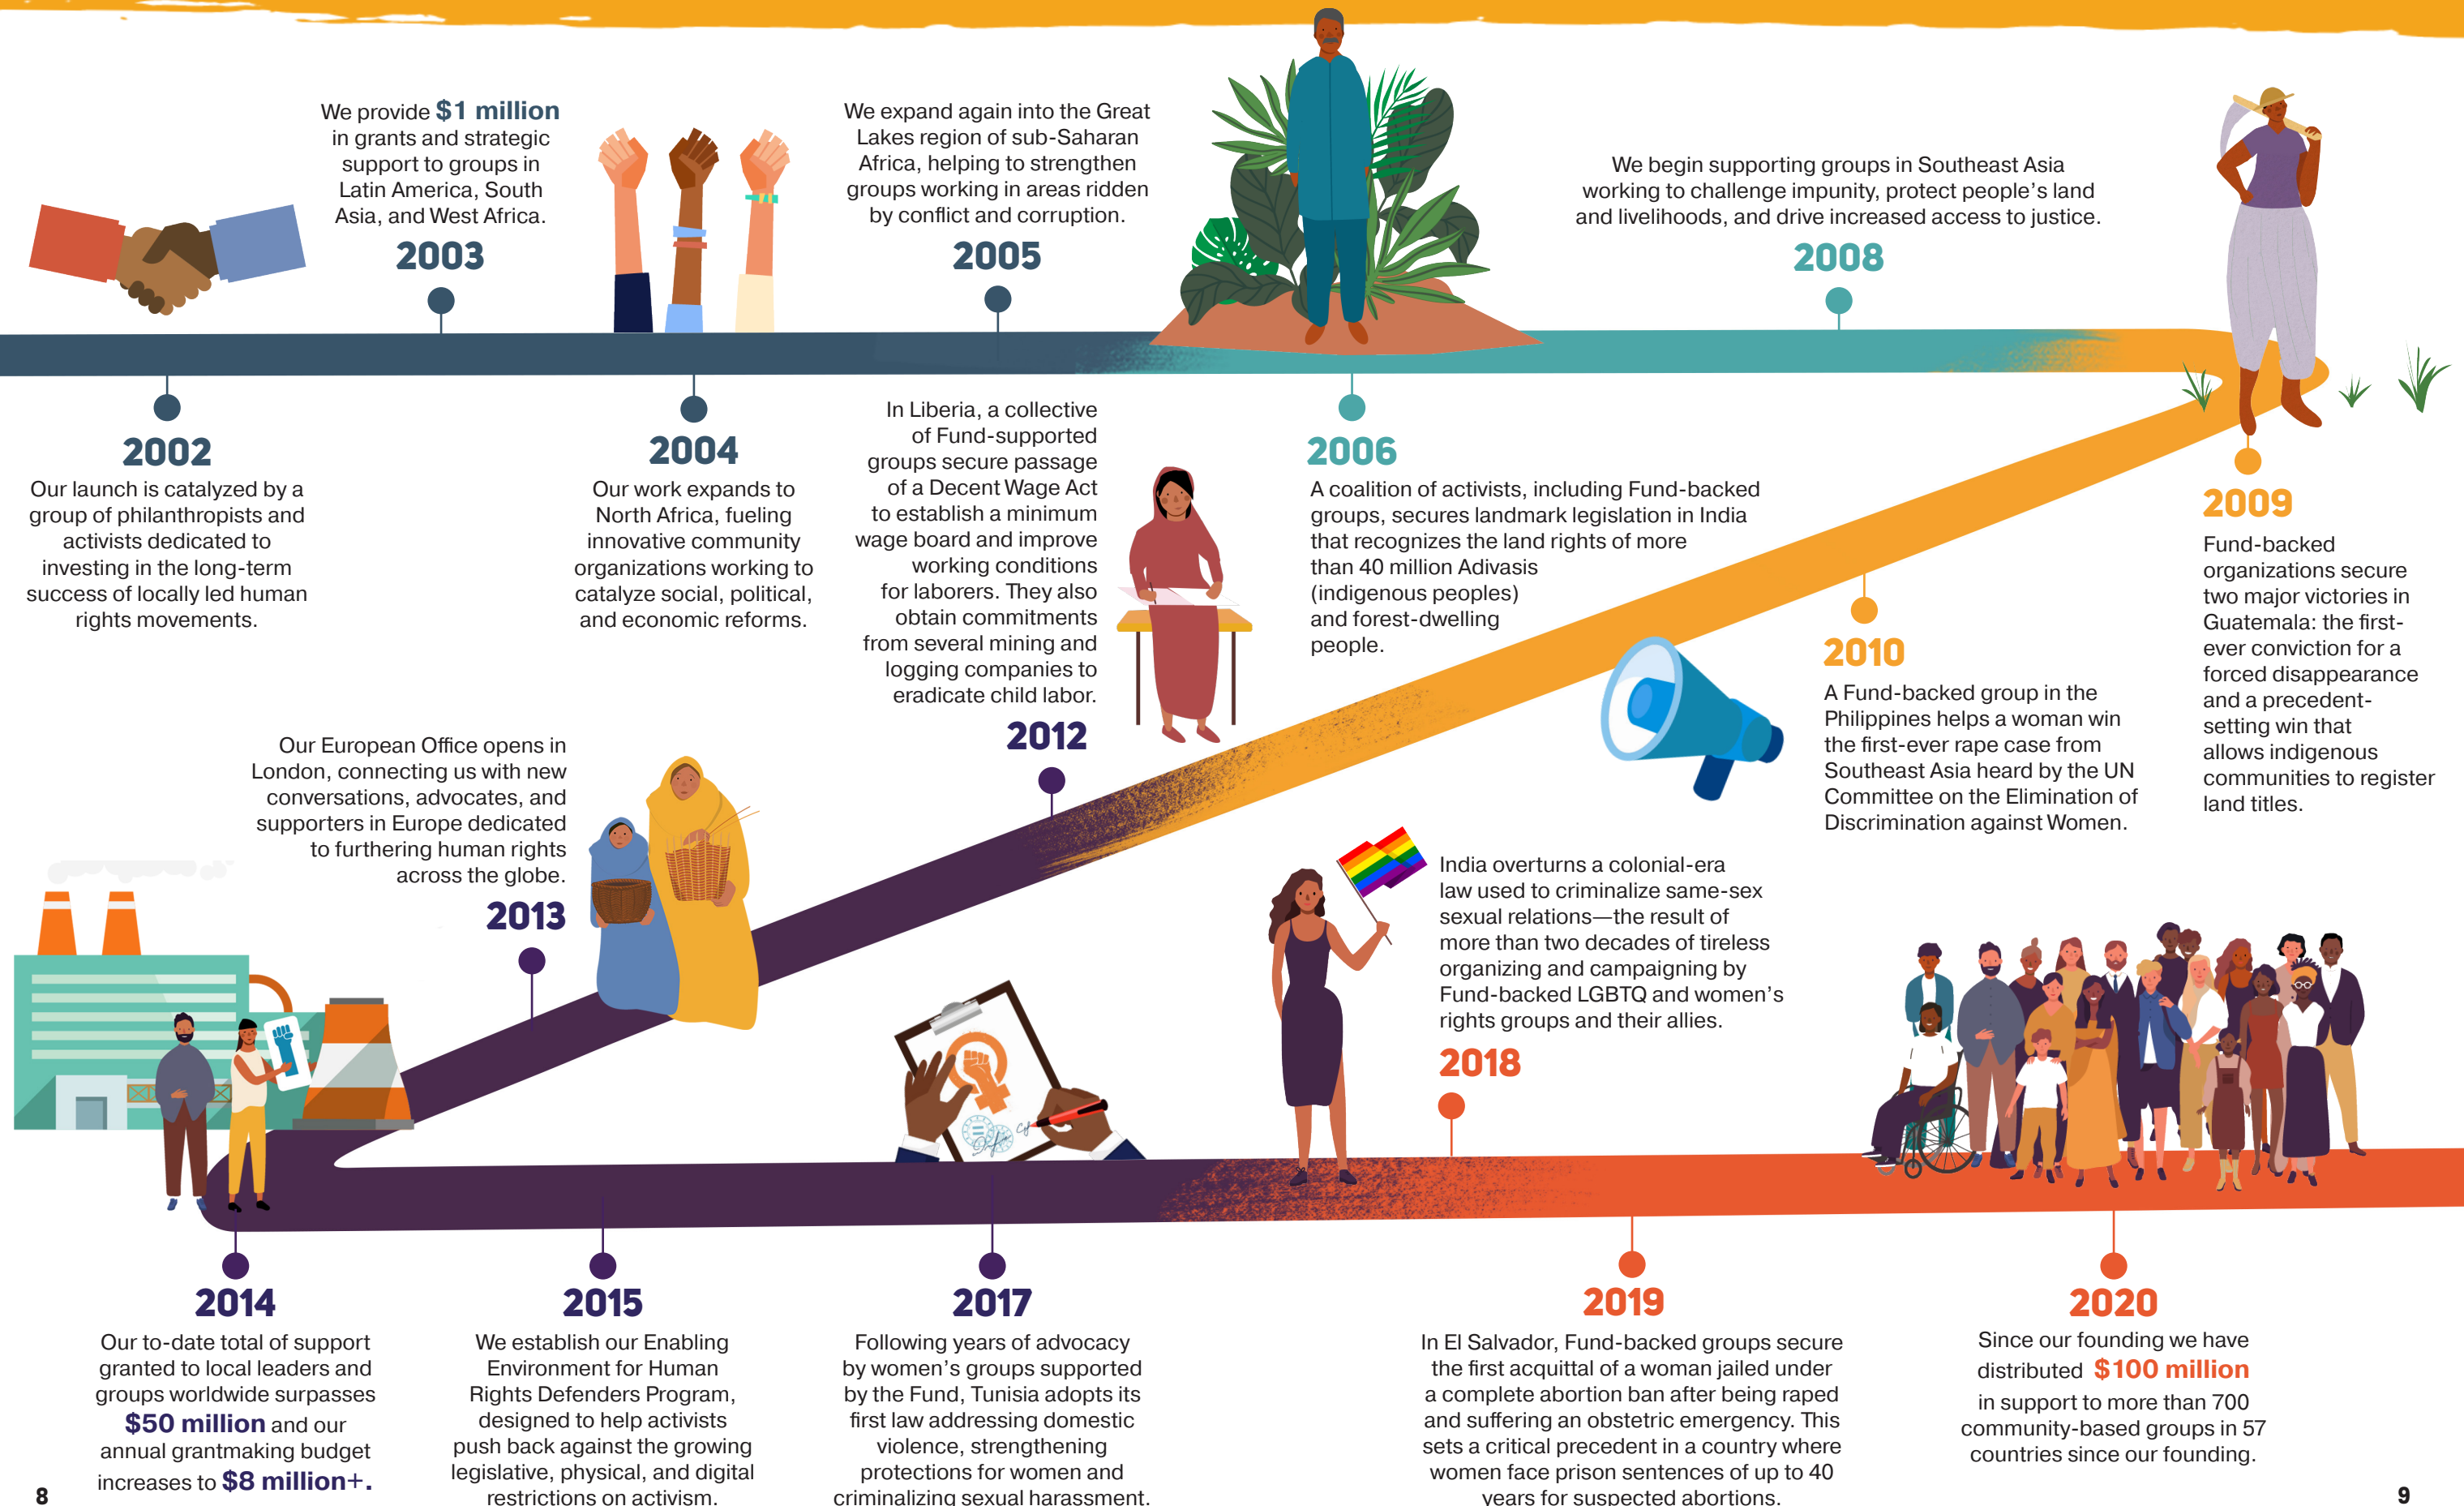 We provide $1 million
in grants and strategic
support to groups in
Latin America, South
Asia, and West Africa.
2003
We expand again into the Great
Lakes region of sub-Saharan
Africa, helping to strengthen
groups working in areas ridden
by conflict and corruption.
2005
We begin supporting groups in Southeast Asia
working to challenge impunity, protect people's land
and livelihoods, and drive increased access to justice.
2008
2002
Our launch is catalyzed by a
group of philanthropists and
activists dedicated to
investing in the long-term
success of locally led human
rights movements.
2004
Our work expands to
North Africa, fueling
innovative community
organizations working to
catalyze social, political,
and economic reforms.
2006
A coalition of activists, including Fund-backed
groups, secures landmark legislation in India
that recognizes the land rights of more
than 40 million Adivasis
(indigenous peoples)
and forest-dwelling
people.
2009
Fund-backed
organizations secure
two major victories in
Guatemala: the first-
ever conviction for a
forced disappearance
and a precedent-
setting win that
allows indigenous
communities to register
land titles.
2010
A Fund-backed group in the
Philippines helps a woman win
the first-ever rape case from
Southeast Asia heard by the UN
Committee on the Elimination of
Discrimination against Women.
In Liberia, a collective
of Fund-supported
groups secure passage
of a Decent Wage Act
to establish a minimum
wage board and improve
working conditions
for laborers. They also
obtain commitments
from several mining and
logging companies to
eradicate child labor.
2012
Our European Office opens in
London, connecting us with new
conversations, advocates, and
supporters in Europe dedicated
to furthering human rights
across the globe.
2013
2014
Our to-date total of support
granted to local leaders and
groups worldwide surpasses
$50 million and our
annual grantmaking budget
increases to $8 million+.
2015
We establish our Enabling
Environment for Human
Rights Defenders Program,
designed to help activists
push back against the growing
legislative, physical, and digital
restrictions on activism.
2017
Following years of advocacy
by women's groups supported
by the Fund, Tunisia adopts its
first law addressing domestic
violence, strengthening
protections for women and
criminalizing sexual harassment.
India overturns a colonial-era
law used to criminalize same-sex
sexual relations—the result of
more than two decades of tireless
organizing and campaigning by
Fund-backed LGBTQ and women's
rights groups and their allies.
2018
2019
In El Salvador, Fund-backed groups secure
the first acquittal of a woman jailed under
a complete abortion ban after being raped
and suffering an obstetric emergency. This
sets a critical precedent in a country where
women face prison sentences of up to 40
years for suspected abortions.
2020
Since our founding we have
distributed $100 million
in support to more than 700
community-based groups in 57
countries since our founding.
8
9